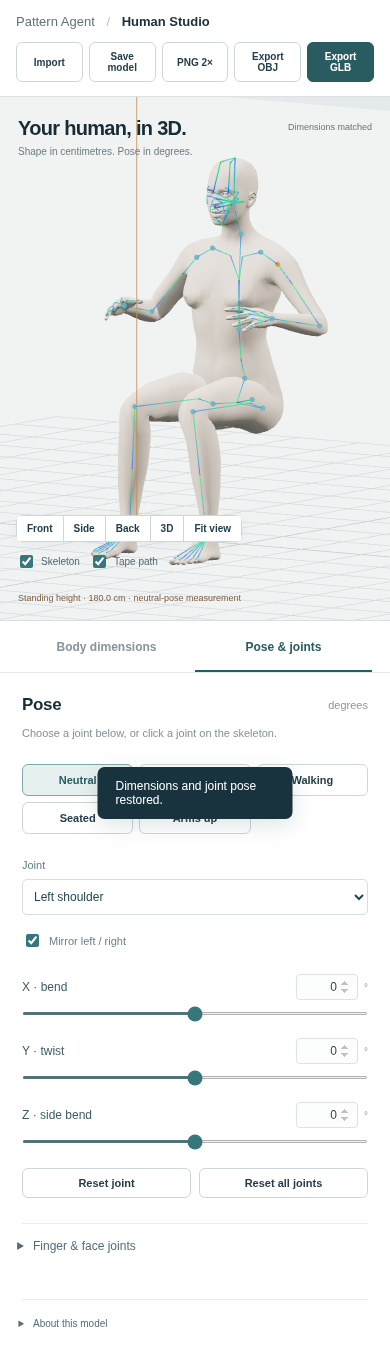 Pattern Agent / Human Studio
Import
Save model
PNG 2×
Export OBJ
Export GLB
Your human, in 3D.
Dimensions matched
Shape in centimetres. Pose in degrees.
Front Side Back 3D Fit view
Skeleton Tape path
Standing height · 180.0 cm · neutral-pose measurement
Body dimensions Pose & joints
Pose degrees
Choose a joint below, or click a joint on the skeleton.
Neutral Walking
Dimensions and joint pose
restored.
Seated Arms up
Joint
Left shoulder
Mirror left / right
X · bend 0 °
Y · twist 0 °
Z · side bend 0 °
Reset joint Reset all joints
Finger & face joints
About this model